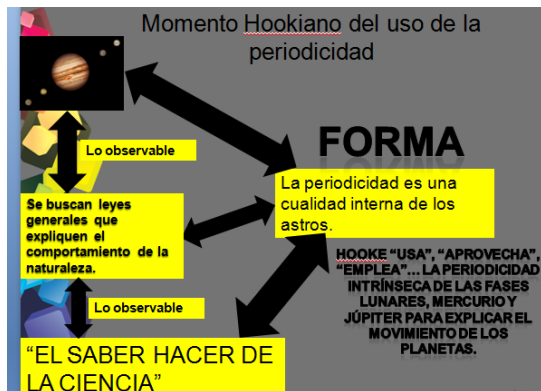 Momento Hookiano del uso de la
periodicidad
Lo observable
FORMA
La periodicidad es una
cualidad interna de los
astros.
Se buscan leyes
generales que
expliquen el
comportamiento de la
naturaleza.
HOOKE “USA”, “APROVECHA”,
“EMPLEA”... LA PERIODICIDAD
INTRÍNSECA DE LAS FASES
LUNARES, MERCURIO Y
JÚPITER PARA EXPLICAR EL
MOVIMIENTO DE LOS
PLANETAS.
Lo observable
“EL SABER HACER DE
LA CIENCIA”